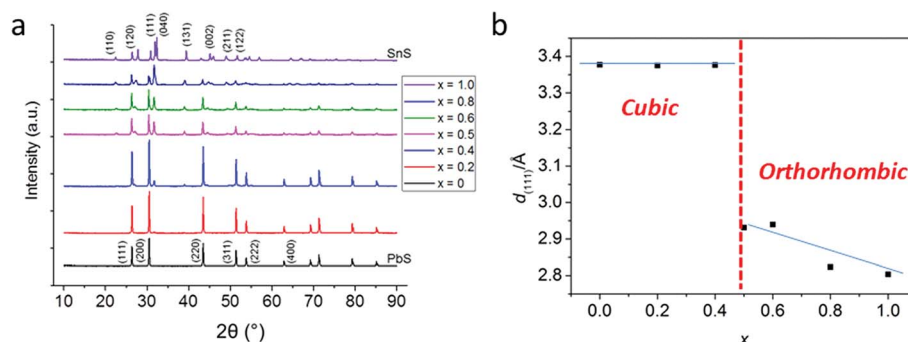 a
(110)
(120)
(111)
(040)
(131)
(002)
(211)
(122)
SnS
x = 1.0
x = 0.8
x = 0.6
x = 0.5
x = 0.4
x = 0.2
x = 0
(111)
(200)
(220)
(311)
(222)
(400)
PbS
Intensity (a.u.)
10 20 30 40 50 60 70 80 90
2θ (°)
b
3.4
3.3
3.2
3.1
3.0
2.9
2.8
d(111)/Å
Cubic
Orthorhombic
0.0 0.2 0.4 0.6 0.8 1.0
x